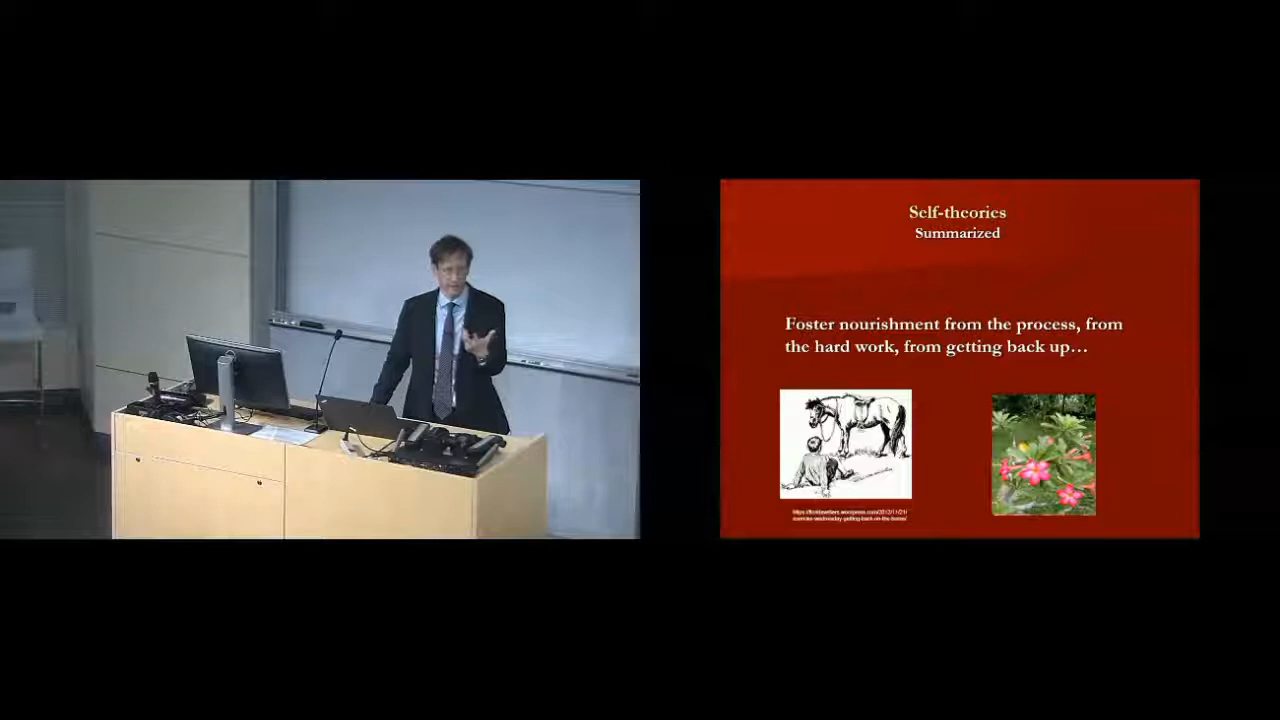 Self-theories
Summarized
Foster nourishment from the process, from
the hard work, from getting back up…